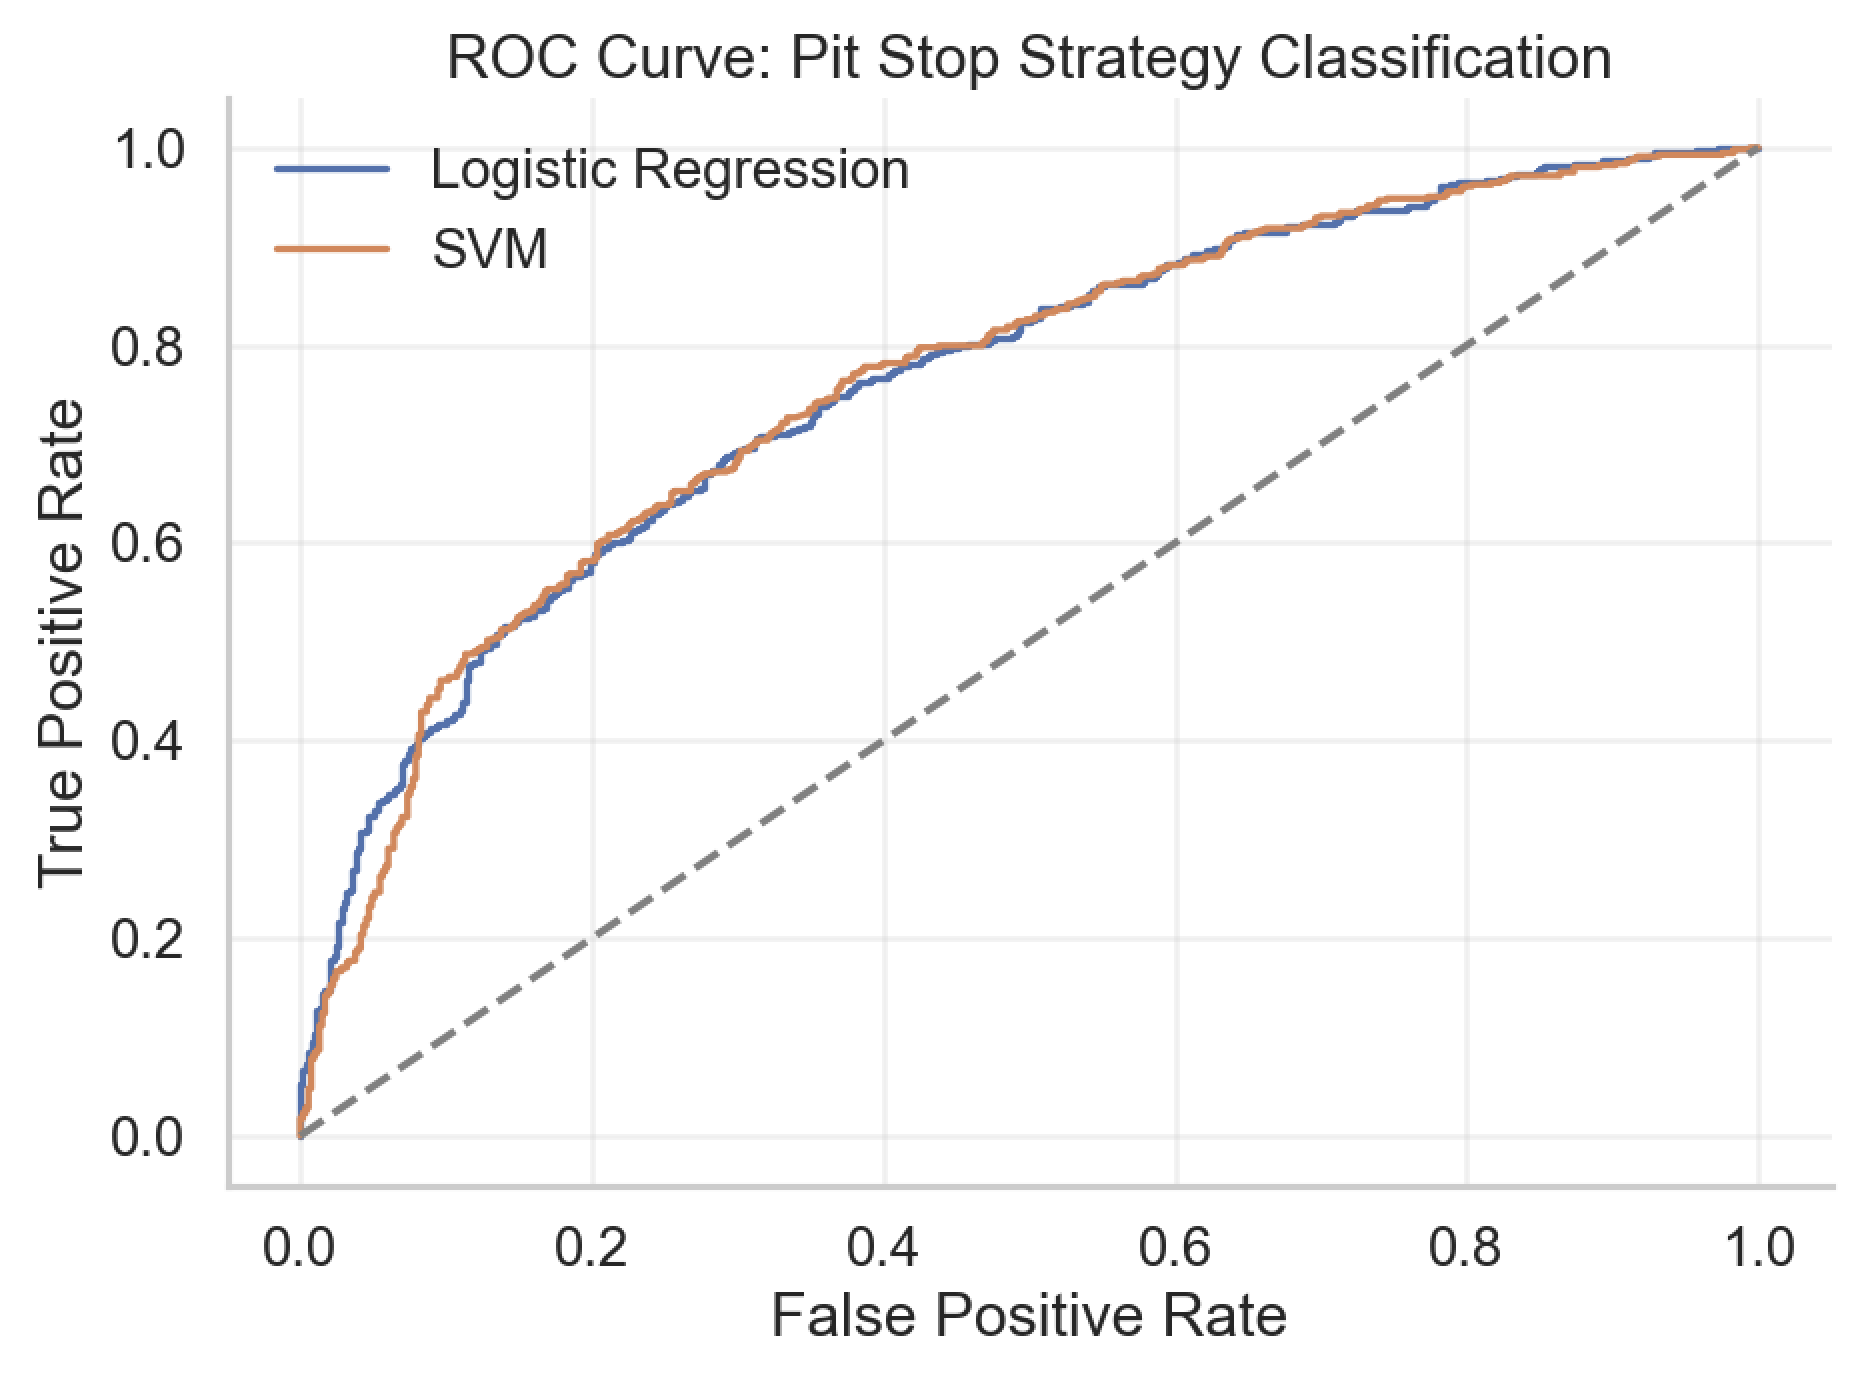 ROC Curve: Pit Stop Strategy Classification
Logistic Regression
SVM
True Positive Rate
1.0
0.8
0.6
0.4
0.2
0.0
0.0 0.2 0.4 0.6 0.8 1.0
False Positive Rate